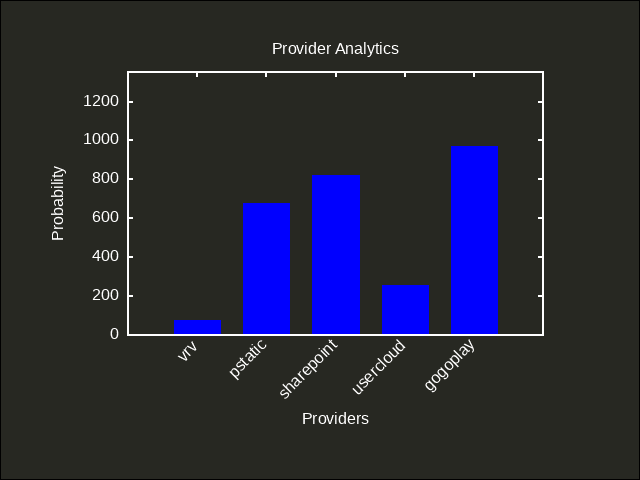 Provider Analytics
Probability
1200
1000
800
600
400
200
0
vrv
pstatic
sharepoint
usercloud
gogoplay
Providers